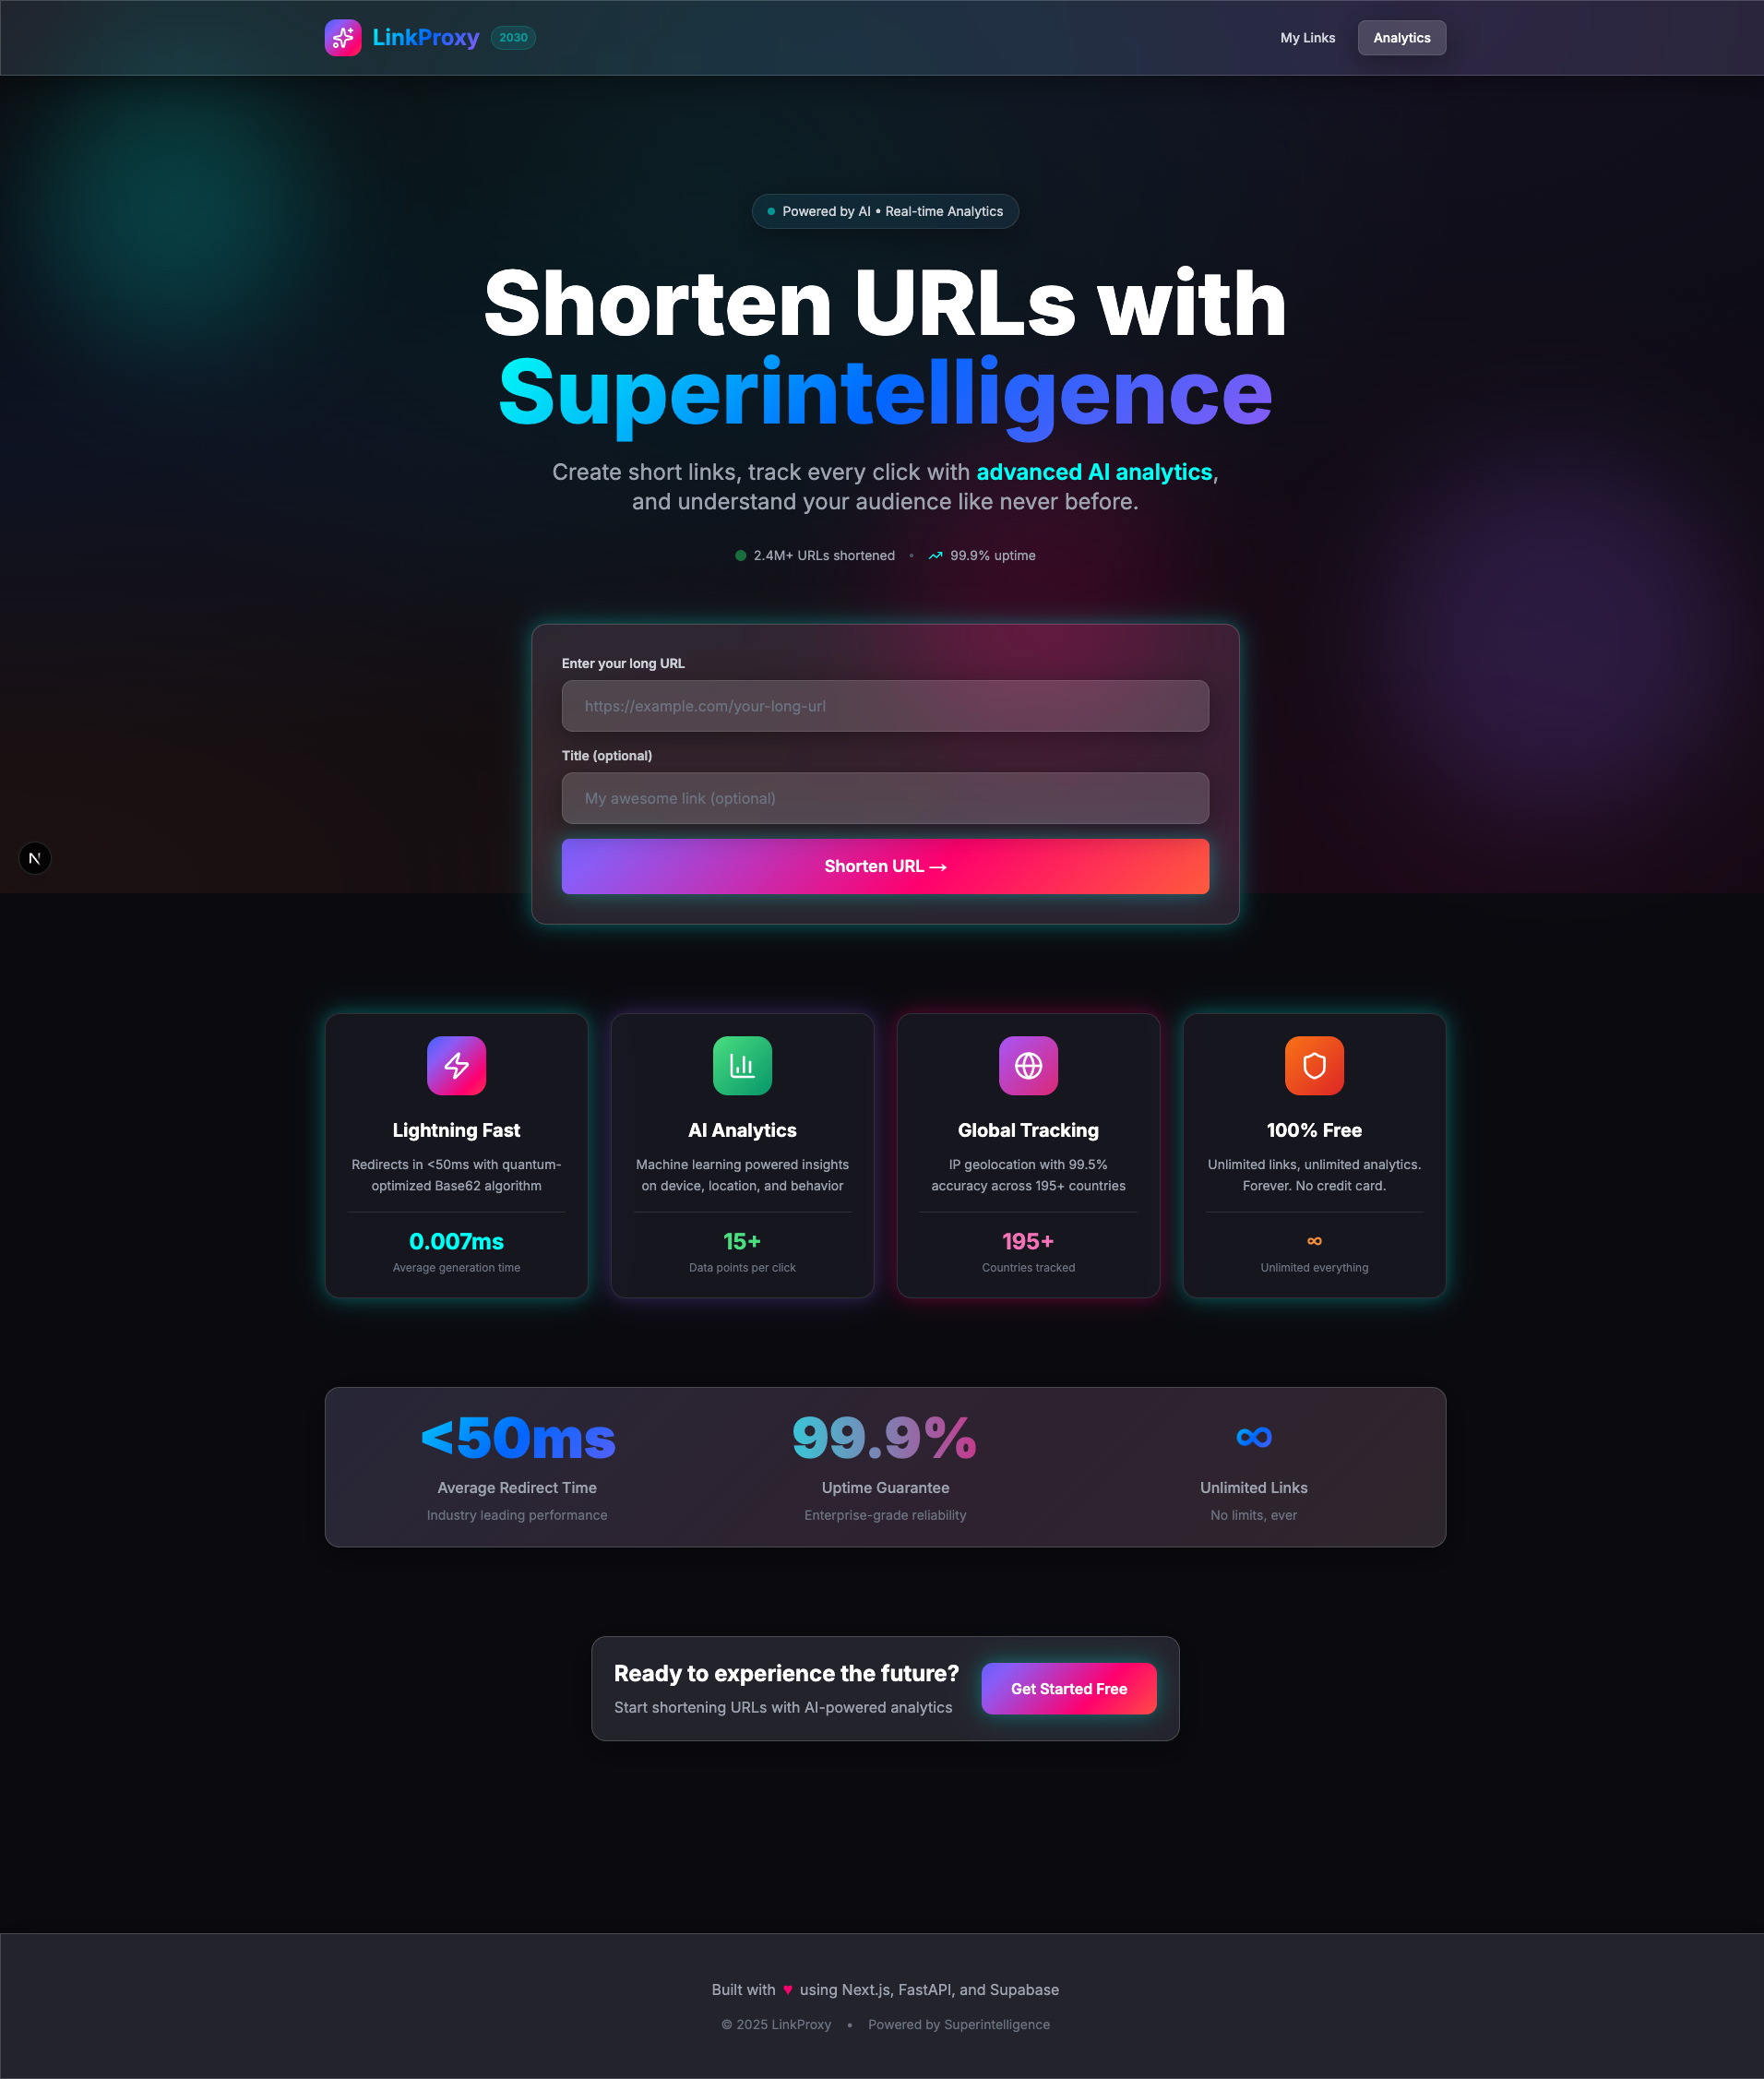 LinkProxy 2030
My Links
Analytics
Powered by AI • Real-time Analytics
Shorten URLs with
Superintelligence
Create short links, track every click with advanced AI analytics,
and understand your audience like never before.
2.4M+ URLs shortened • 99.9% uptime
Enter your long URL
https://example.com/your-long-url
Title (optional)
My awesome link (optional)
Shorten URL →
N
Lightning Fast
Redirects in <50ms with quantum-
optimized Base62 algorithm
0.007ms
Average generation time
AI Analytics
Machine learning powered insights
on device, location, and behavior
15+
Data points per click
Global Tracking
IP geolocation with 99.5%
accuracy across 195+ countries
195+
Countries tracked
100% Free
Unlimited links, unlimited analytics.
Forever. No credit card.
∞
Unlimited everything
<50ms
Average Redirect Time
Industry leading performance
99.9%
Uptime Guarantee
Enterprise-grade reliability
∞
Unlimited Links
No limits, ever
Ready to experience the future?
Start shortening URLs with AI-powered analytics
Get Started Free
Built with ♥ using Next.js, FastAPI, and Supabase
© 2025 LinkProxy • Powered by Superintelligence